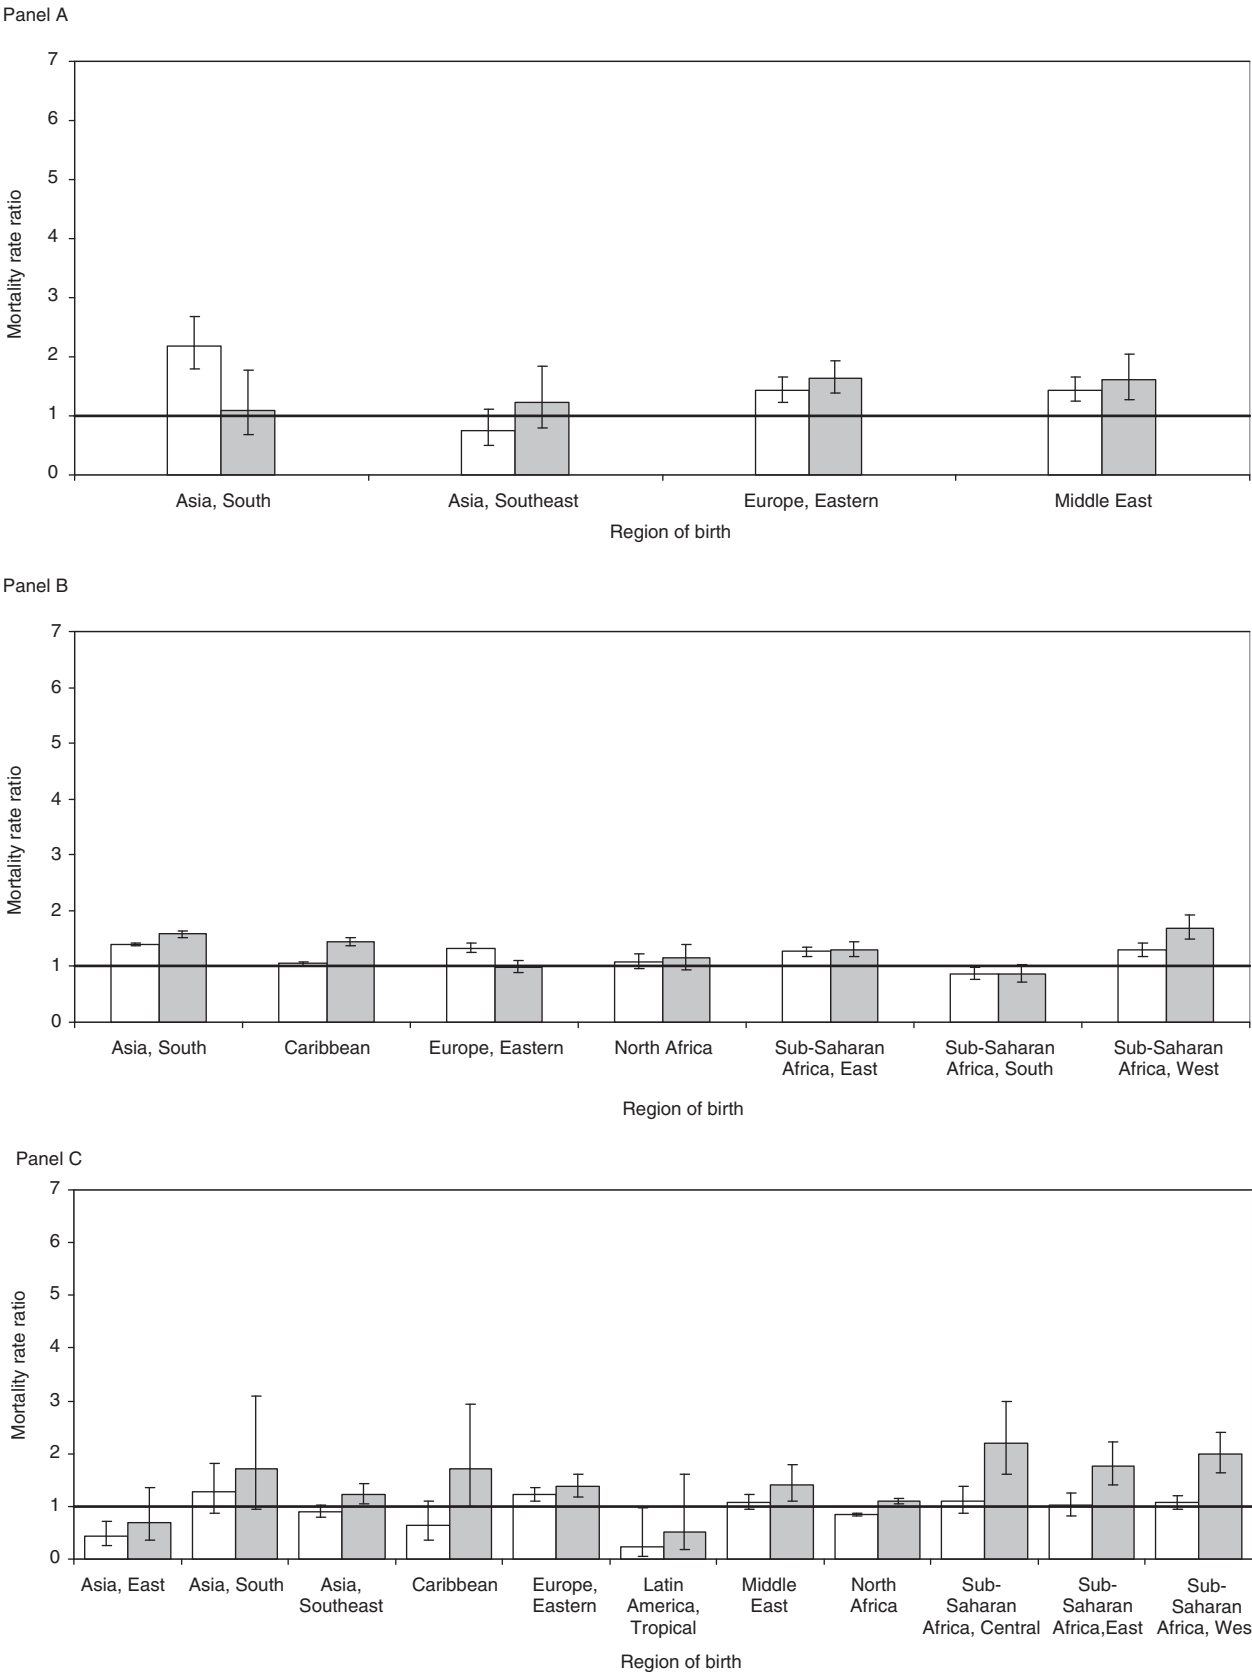 Panel A
7
6
5
4
3
2
1
0
Mortality rate ratio
Asia, South
Asia, Southeast
Europe, Eastern
Middle East
Region of birth
Panel B
7
6
5
4
3
2
1
0
Mortality rate ratio
Asia, South
Caribbean
Europe, Eastern
North Africa
Sub-Saharan
Africa, East
Sub-Saharan
Africa, South
Sub-Saharan
Africa, West
Region of birth
Panel C
7
6
5
4
3
2
1
0
Mortality rate ratio
Asia, East
Asia, South
Asia,
Southeast
Caribbean
Europe,
Eastern
Latin
America,
Tropical
Middle
East
North
Africa
Sub-
Saharan
Africa, Central
Sub-
Saharan
Africa,East
Sub-
Saharan
Africa, Wes
Region of birth